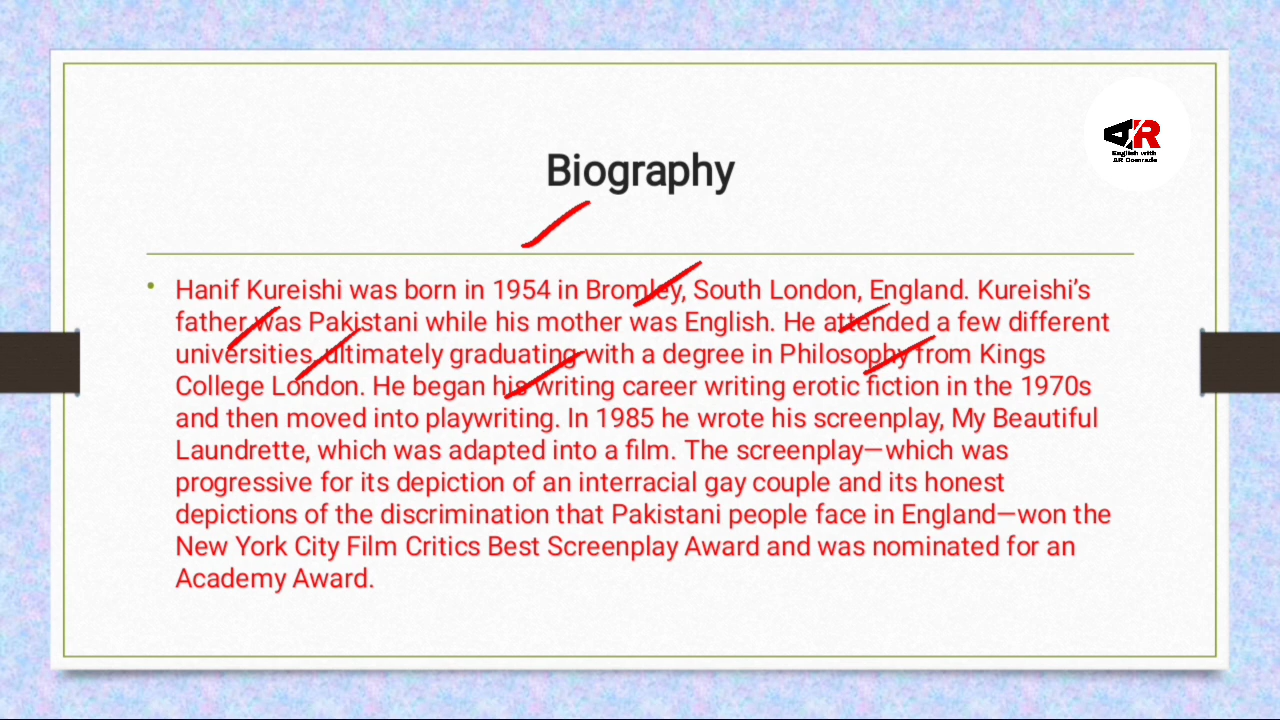 AR
English with
AR Comrade
Biography
• Hanif Kureishi was born in 1954 in Bromley, South London, England. Kureishi’s
father was Pakistani while his mother was English. He attended a few different
universities, ultimately graduating with a degree in Philosophy from Kings
College London. He began his writing career writing erotic fiction in the 1970s
and then moved into playwriting. In 1985 he wrote his screenplay, My Beautiful
Laundrette, which was adapted into a film. The screenplay—which was
progressive for its depiction of an interracial gay couple and its honest
depictions of the discrimination that Pakistani people face in England—won the
New York City Film Critics Best Screenplay Award and was nominated for an
Academy Award.